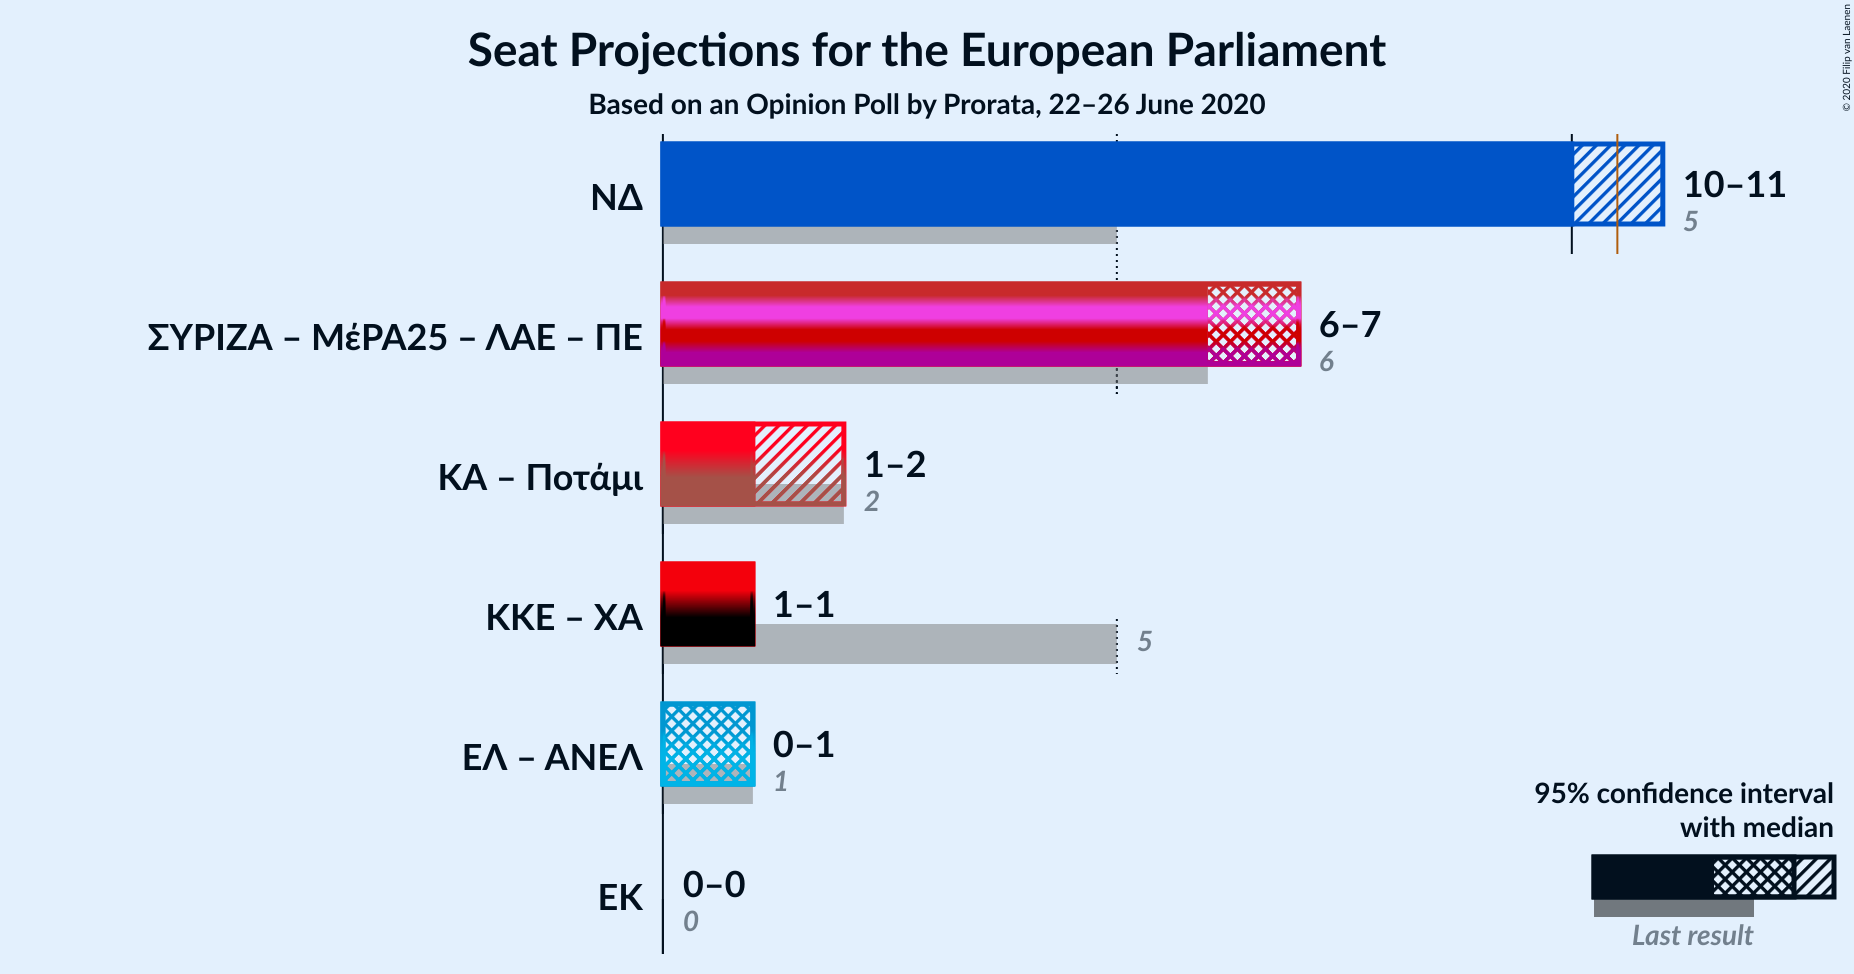 Seat Projections for the European Parliament
Based on an Opinion Poll by Prorata, 22–26 June 2020
© 2020 Filip van Laenen
ΝΔ
10–11
5
ΣΥΡΙΖΑ – ΜέΡΑ25 – ΛΑΕ – ΠΕ
6–7
6
ΚΑ – Ποτάμι
1–2
2
ΚΚΕ – ΧΑ
1–1
5
ΕΛ – ΑΝΕΛ
0–1
1
ΕΚ
0–0
0
95% confidence interval
with median
Last result